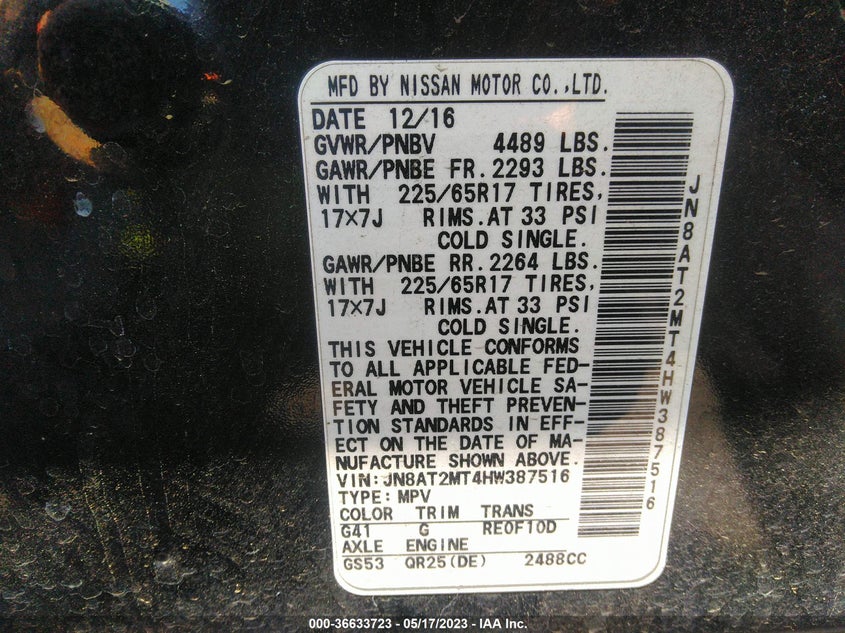 MFD BY NISSAN MOTOR CO.,LTD.
DATE 12/16
GVWR/PNBV 4489 LBS.
GAWR/PNBE FR. 2293 LBS.
WITH 225/65R17 TIRES,
17×7J RIMS. AT 33 PSI
COLD SINGLE.
GAWR/PNBE RR. 2264 LBS.
WITH 225/65R17 TIRES,
17×7J RIMS. AT 33 PSI
COLD SINGLE.
THIS VEHICLE CONFORMS
TO ALL APPLICABLE FED-
ERAL MOTOR VEHICLE SA-
FETY AND THEFT PREVEN-
TION STANDARDS IN EFF-
ECT ON THE DATE OF MA-
NUFACTURE SHOWN ABOVE.
VIN: JN8AT2MT4HW387516
TYPE: MPV
COLOR TRIM TRANS
G41 G RE0F10D
AXLE ENGINE
GS53 QR25(DE) 2488CC
JN8AT2MT4HW387516
000-36633723 - 05/17/2023 - IAA Inc.